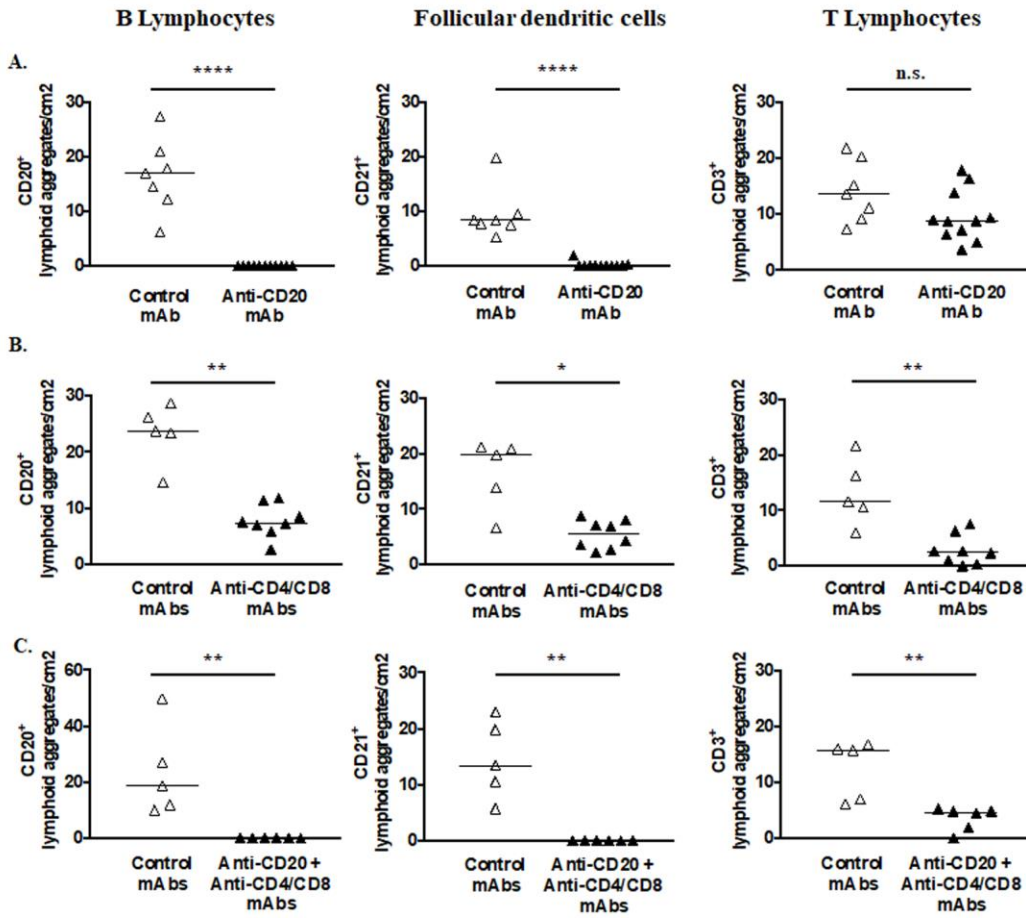 B Lymphocytes
Follicular dendritic cells
T Lymphocytes
A.
****
CD20+
lymphoid aggregates/cm2
30
20
10
0
Control
mAb
Anti-CD20
mAb
****
CD21+
lymphoid aggregates/cm2
30
20
10
0
Control
mAb
Anti-CD20
mAb
n.s.
CD3+
lymphoid aggregates/cm2
30
20
10
0
Control
mAb
Anti-CD20
mAb
B.
**
CD20+
lymphoid aggregates/cm2
30
20
10
0
Control
mAbs
Anti-CD4/CD8
mAbs
*
CD21+
lymphoid aggregates/cm2
30
20
10
0
Control
mAbs
Anti-CD4/CD8
mAbs
**
CD3+
lymphoid aggregates/cm2
30
20
10
0
Control
mAbs
Anti-CD4/CD8
mAbs
C.
**
CD20+
lymphoid aggregates/cm2
60
40
20
0
Control
mAbs
Anti-CD20 +
Anti-CD4/CD8
mAbs
**
CD21+
lymphoid aggregates/cm2
30
20
10
0
Control
mAbs
Anti-CD20 +
Anti-CD4/CD8
mAbs
**
CD3+
lymphoid aggregates/cm2
30
20
10
0
Control
mAbs
Anti-CD20 +
Anti-CD4/CD8
mAbs